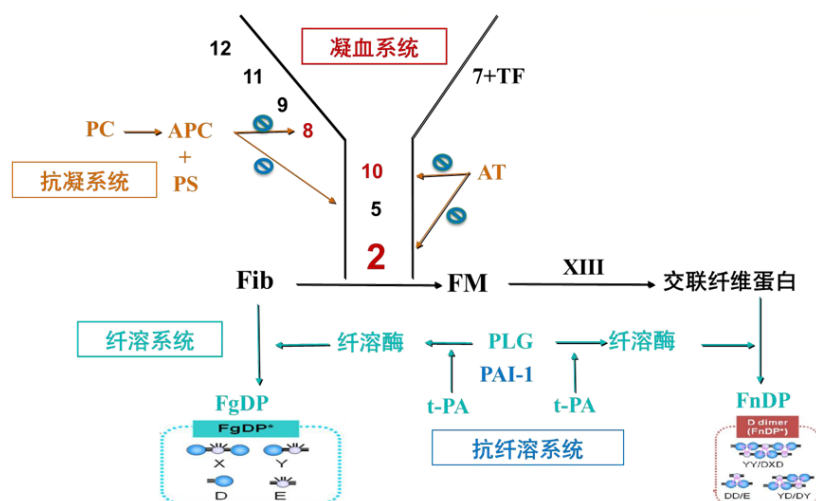 凝血系统
12
11
9
8
7+TF
PC
APC
+
PS
抗凝系统
10
AT
5
2
Fib
FM
XIII
交联纤维蛋白
纤溶系统
纤溶酶
PLG
纤溶酶
PAI-1
FgDP
t-PA
t-PA
FnDP
抗纤溶系统
FgDP*
X
Y
D
E
D dimer
(FnDP*)
YY/DXD
DD/E
YD/DY